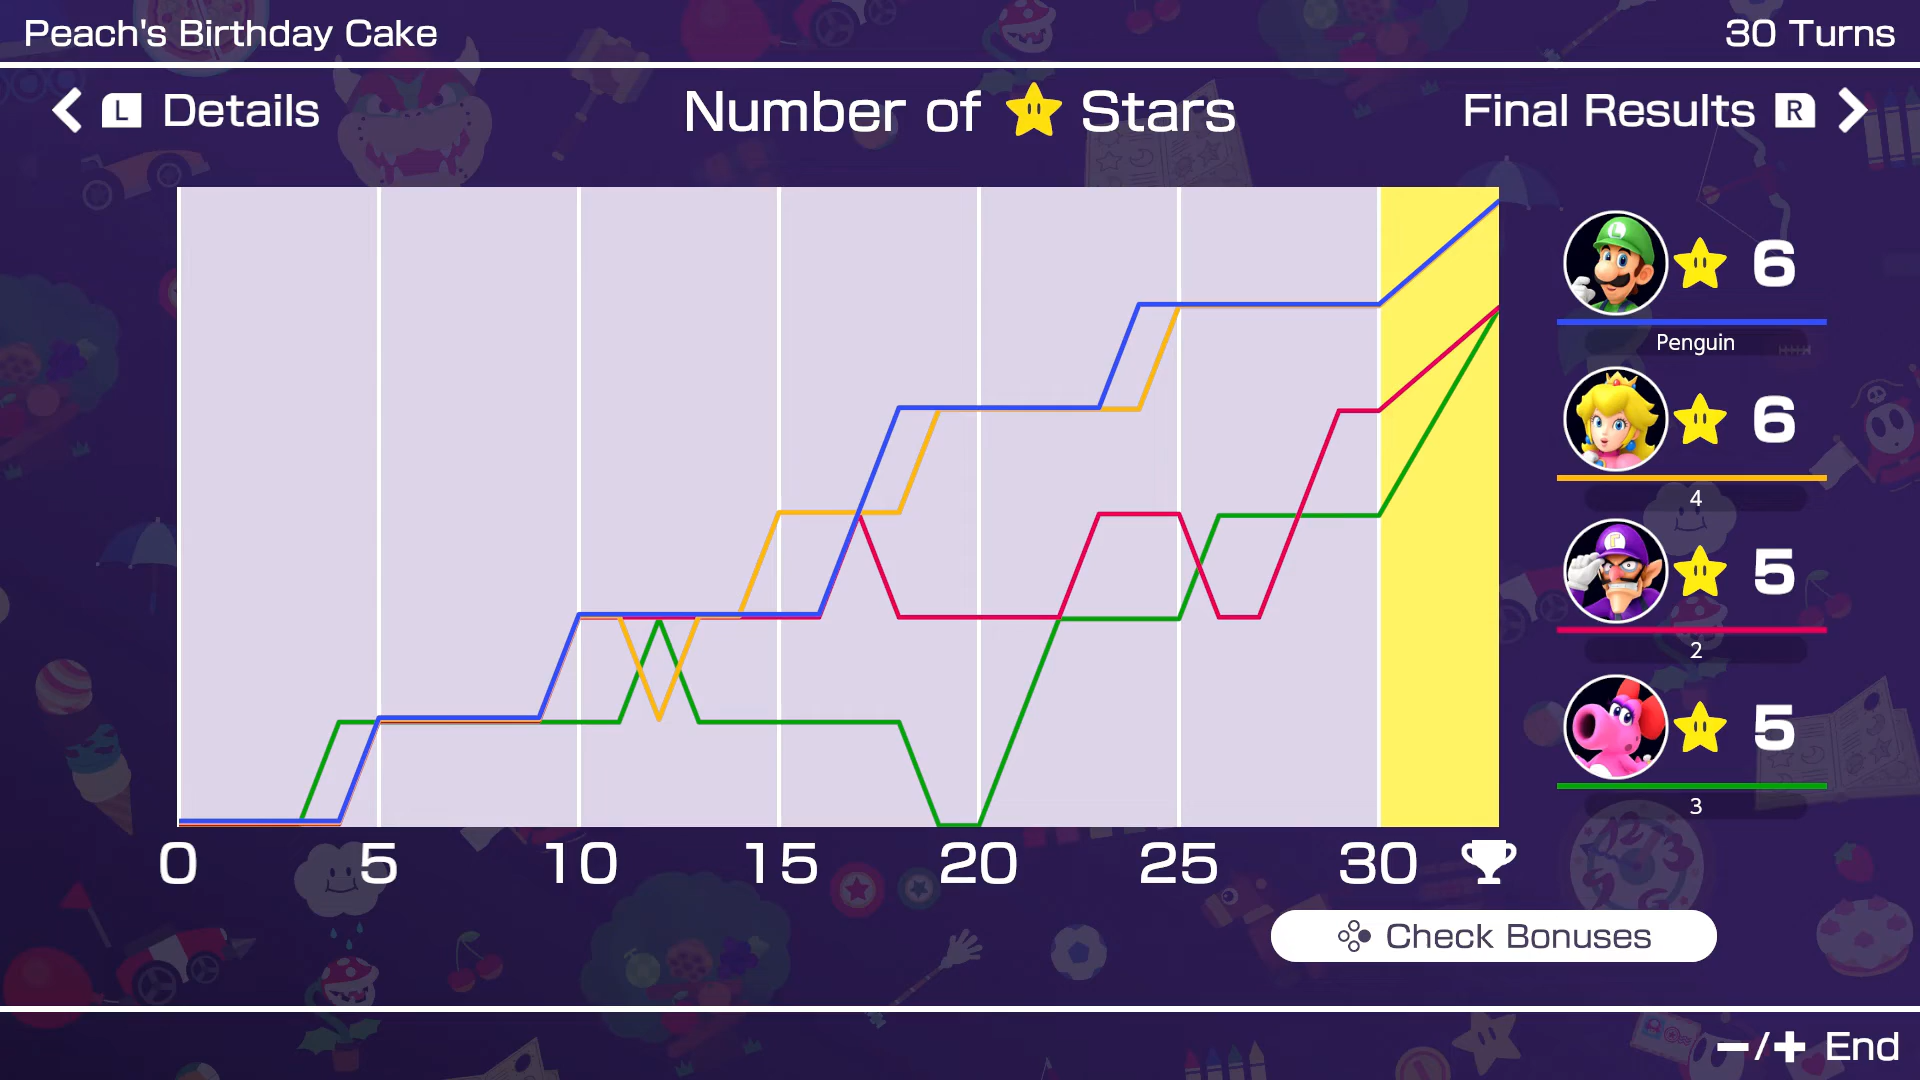 Peach's Birthday Cake
30 Turns
L Details
Number of Stars
Final Results R
6
Penguin
6
4
5
2
5
3
0 5 10 15 20 25 30
Check Bonuses
−/+ End